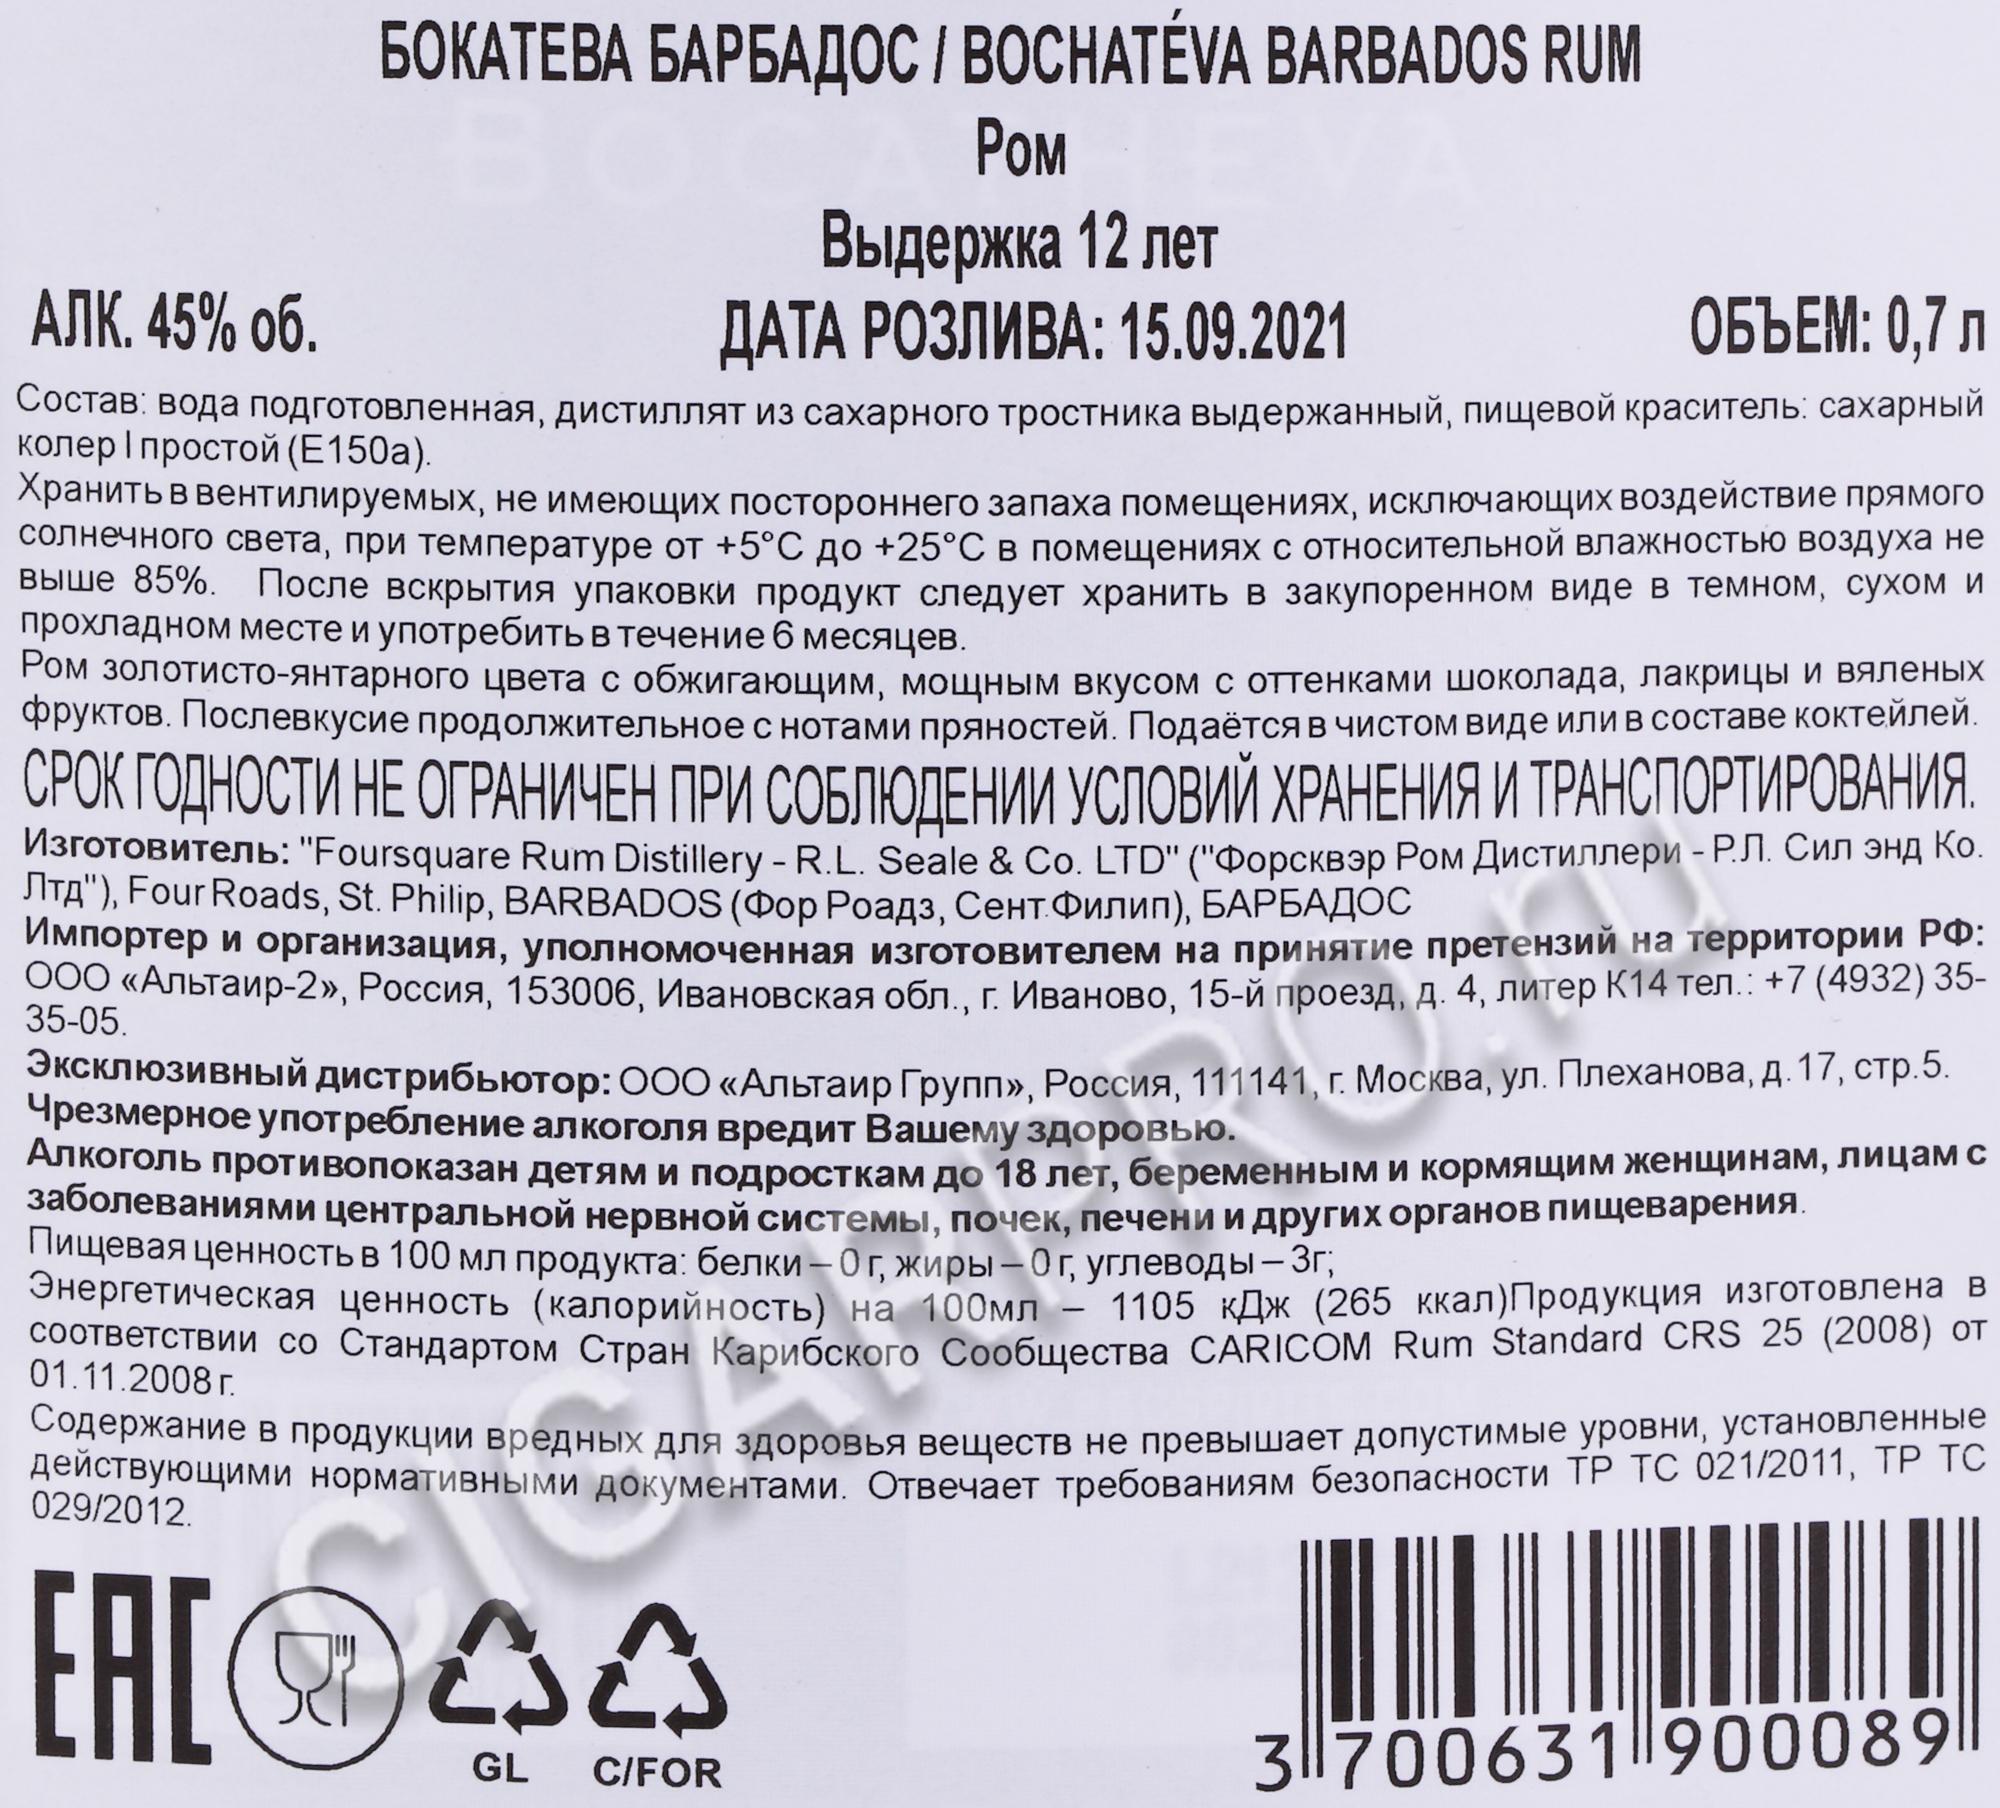 БОКАТЕВА БАРБАДОС / BOCHATÉVA BARBADOS RUM
BOCATHEVA
Ром
Выдержка 12 лет
АЛК. 45% об. ДАТА РОЗЛИВА: 15.09.2021 ОБЪЕМ: 0,7 л
Состав: вода подготовленная, дистиллят из сахарного тростника выдержанный, пищевой краситель: сахарный
колер I простой (Е150а).
Хранить в вентилируемых, не имеющих постороннего запаха помещениях, исключающих воздействие прямого
солнечного света, при температуре от +5°С до +25°С в помещениях с относительной влажностью воздуха не
выше 85%. После вскрытия упаковки продукт следует хранить в закупоренном виде в темном, сухом и
прохладном месте и употребить в течение 6 месяцев.
Ром золотисто-янтарного цвета с обжигающим, мощным вкусом с оттенками шоколада, лакрицы и вяленых
фруктов. Послевкусие продолжительное с нотами пряностей. Подаётся в чистом виде или в составе коктейлей.
СРОК ГОДНОСТИ НЕ ОГРАНИЧЕН ПРИ СОБЛЮДЕНИИ УСЛОВИЙ ХРАНЕНИЯ И ТРАНСПОРТИРОВАНИЯ.
Изготовитель: "Foursquare Rum Distillery - R.L. Seale & Co. LTD" ("Форсквэр Ром Дистиллери - Р.Л. Сил энд Ко.
Лтд"), Four Roads, St. Philip, BARBADOS (Фор Роадз, Сент.Филип), БАРБАДОС
Импортер и организация, уполномоченная изготовителем на принятие претензий на территории РФ:
ООО «Альтаир-2», Россия, 153006, Ивановская обл., г. Иваново, 15-й проезд, д. 4, литер К14 тел.: +7 (4932) 35-
35-05.
Эксклюзивный дистрибьютор: ООО «Альтаир Групп», Россия, 111141, г. Москва, ул. Плеханова, д. 17, стр.5.
Чрезмерное употребление алкоголя вредит Вашему здоровью.
Алкоголь противопоказан детям и подросткам до 18 лет, беременным и кормящим женщинам, лицам с
заболеваниями центральной нервной системы, почек, печени и других органов пищеварения.
Пищевая ценность в 100 мл продукта: белки – 0 г, жиры – 0 г, углеводы – 3г;
Энергетическая ценность (калорийность) на 100мл – 1105 кДж (265 ккал)Продукция изготовлена в
соответствии со Стандартом Стран Карибского Сообщества CARICOM Rum Standard CRS 25 (2008) от
01.11.2008 г.
Содержание в продукции вредных для здоровья веществ не превышает допустимые уровни, установленные
действующими нормативными документами. Отвечает требованиям безопасности ТР ТС 021/2011, ТР ТС
029/2012.
CIGARPRO.ru
EAC
GL C/FOR
3 700631 900089